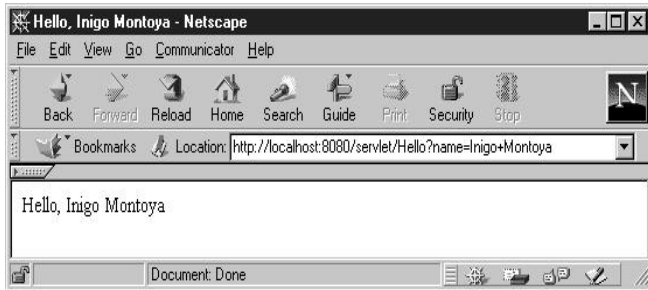 Hello, Inigo Montoya - Netscape
File Edit View Go Communicator Help
Back Forward Reload Home Search Guide Print Security Stop
N
Bookmarks Location: http://localhost:8080/servlet/Hello?name=Inigo+Montoya
Hello, Inigo Montoya
Document: Done